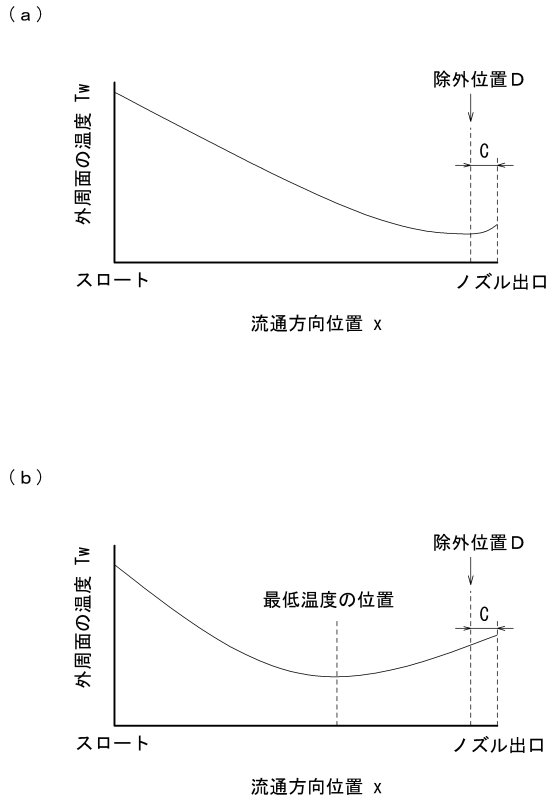 (a)
除外位置D
C
外周面の温度 Tw
スロート
ノズル出口
流通方向位置 x
(b)
除外位置D
C
最低温度の位置
外周面の温度 Tw
スロート
ノズル出口
流通方向位置 x